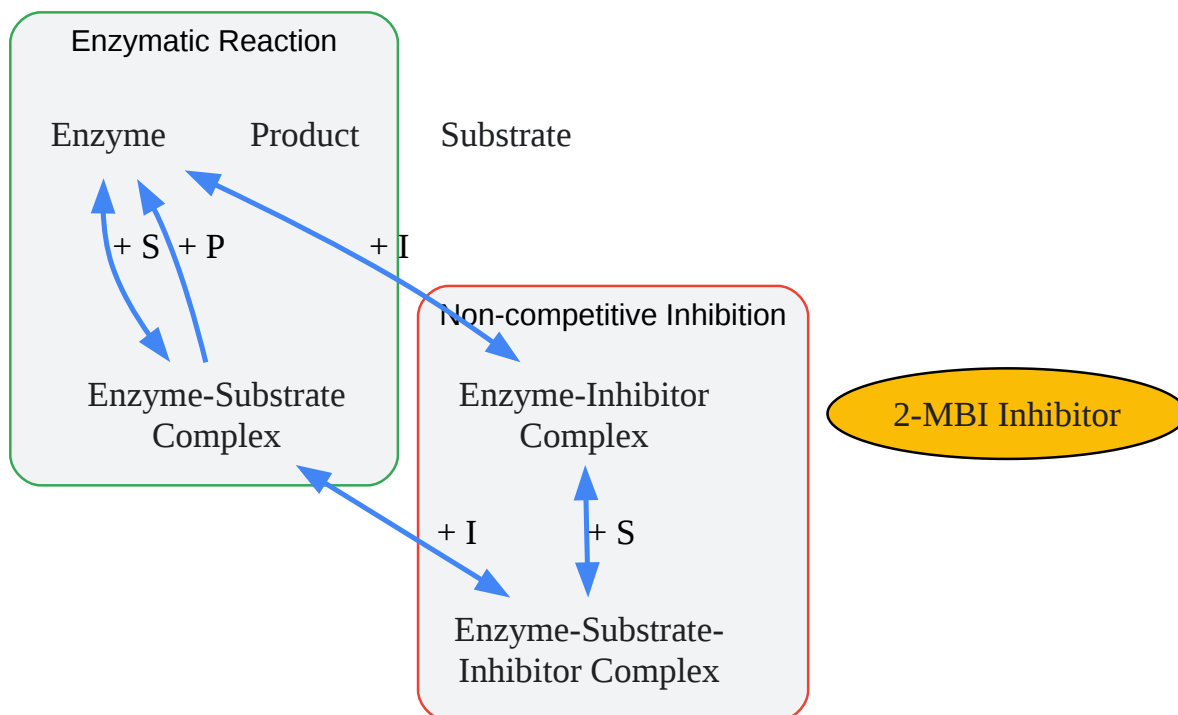 Enzymatic Reaction
Enzyme
Product
Substrate
+ S
+ P
+ I
Non-competitive Inhibition
Enzyme-Substrate
Complex
Enzyme-Inhibitor
Complex
2-MBI Inhibitor
+ I
+ S
Enzyme-Substrate-
Inhibitor Complex